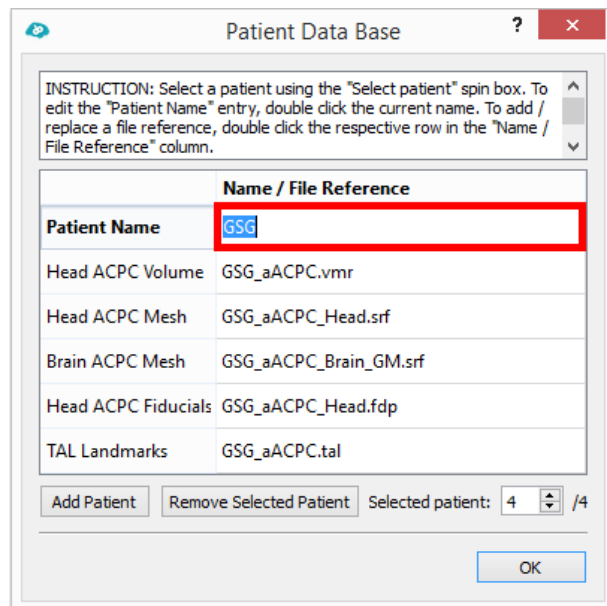 Patient Data Base
?
INSTRUCTION: Select a patient using the "Select patient" spin box. To
edit the "Patient Name" entry, double click the current name. To add /
replace a file reference, double click the respective row in the "Name /
File Reference" column.
Name / File Reference
Patient Name GSG
Head ACPC Volume GSG_aACPC.vmr
Head ACPC Mesh GSG_aACPC_Head.srf
Brain ACPC Mesh GSG_aACPC_Brain_GM.srf
Head ACPC Fiducials GSG_aACPC_Head.fdp
TAL Landmarks GSG_aACPC.tal
Add Patient Remove Selected Patient Selected patient: 4 /4
OK